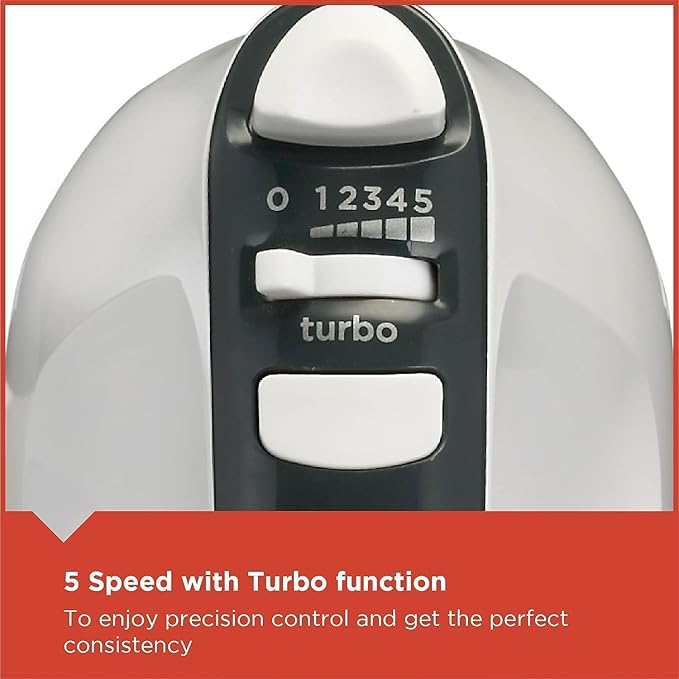 0 12345
turbo
5 Speed with Turbo function
To enjoy precision control and get the perfect
consistency